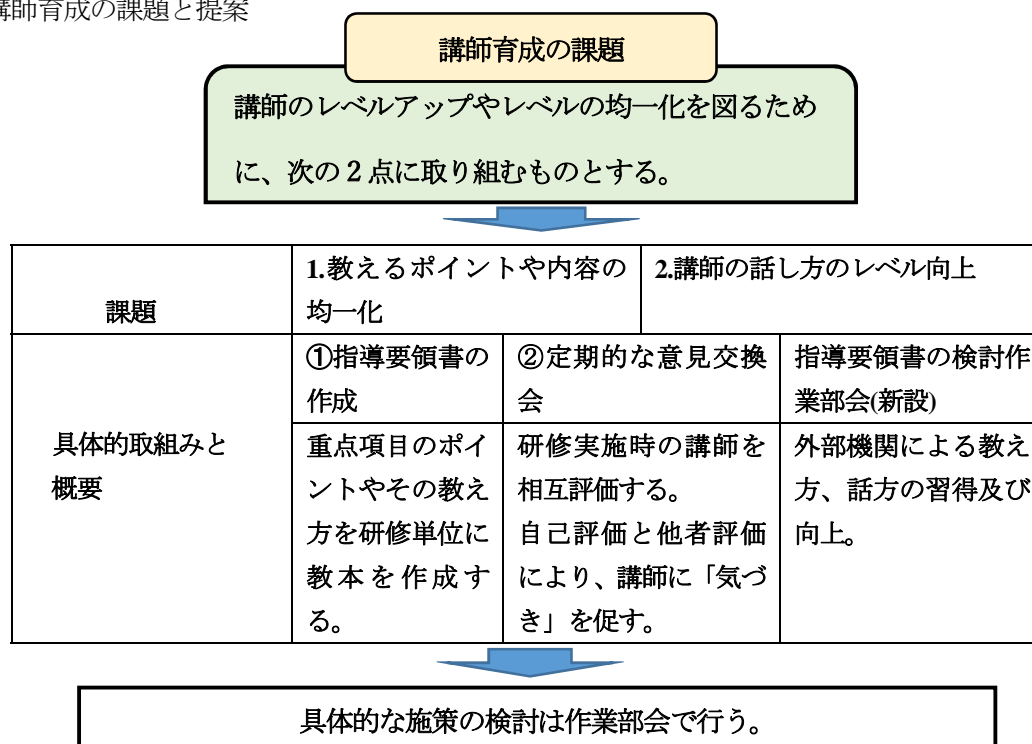 講師育成の課題と提案
講師育成の課題
講師のレベルアップやレベルの均一化を図るため
に、次の２点に取り組むものとする。
課題
1.教えるポイントや内容の
均一化
2.講師の話し方のレベル向上
具体的取組みと
概要
①指導要領書の
作成
②定期的な意見交換
会
指導要領書の検討作
業部会(新設)
重点項目のポイ
ントやその教え
方を研修単位に
教本を作成す
る。
研修実施時の講師を
相互評価する。
自己評価と他者評価
により、講師に「気づ
き」を促す。
外部機関による教え
方、話方の習得及び
向上。
具体的な施策の検討は作業部会で行う。